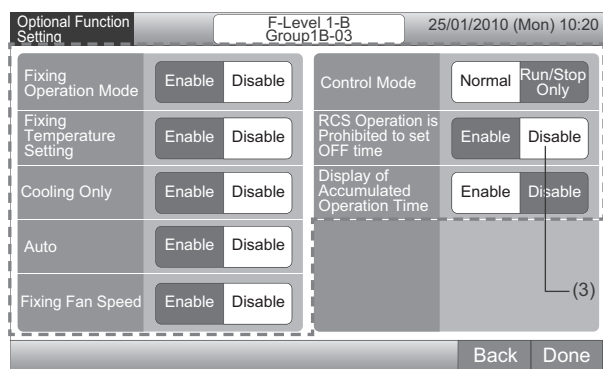 Optional Function
Setting
F-Level 1-B
Group1B-03
25/01/2010 (Mon) 10:20
Fixing
Operation Mode
Enable Disable
Fixing
Temperature
Setting
Enable Disable
Cooling Only
Enable Disable
Auto
Enable Disable
Fixing Fan Speed
Enable Disable
Control Mode
Normal
Run/Stop
Only
RCS Operation is
Prohibited to set
OFF time
Enable Disable
Display of
Accumulated
Operation Time
Enable Disable
(3)
Back Done